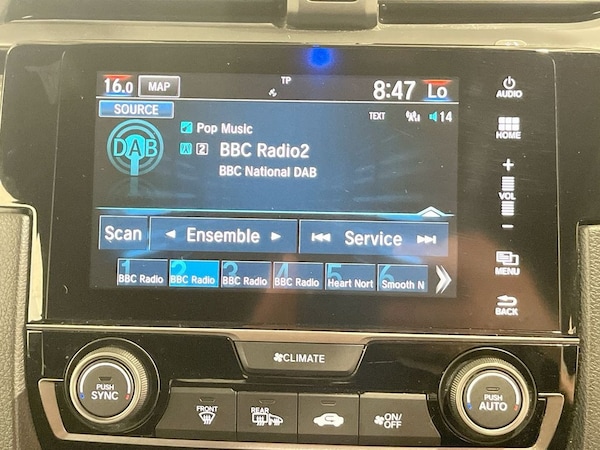 16.0 MAP TP 8:47 Lo
SOURCE
TEXT 14
DAB
Pop Music
2 BBC Radio2
BBC National DAB
Scan Ensemble Service
1 2 3 4 5 6
BBC Radio BBC Radio BBC Radio BBC Radio Heart Nort Smooth N
AUDIO
HOME
+
VOL
−
MENU
BACK
CLIMATE
PUSH
SYNC
FRONT
REAR
ON/
OFF
PUSH
AUTO